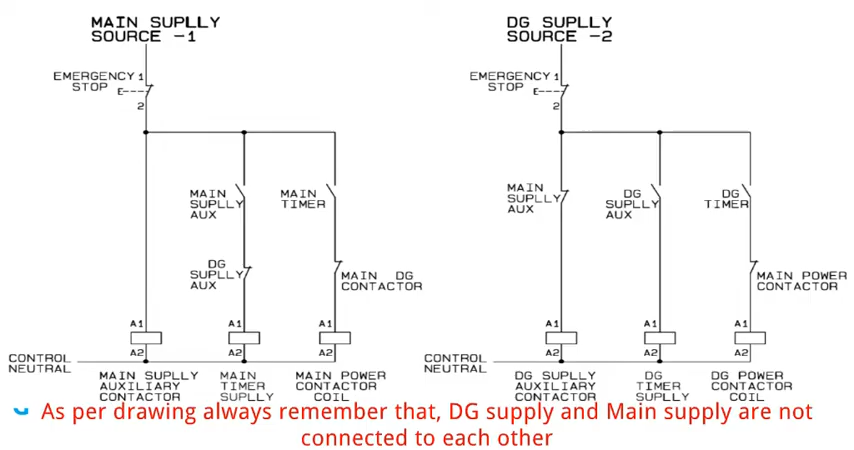 MAIN SUPLLY
SOURCE -1
EMERGENCY 1
STOP E
2
MAIN
SUPLLY
AUX
MAIN
TIMER
DG
SUPLLY
AUX
MAIN DG
CONTACTOR
A1
A1
A1
A2
A2
A2
CONTROL
NEUTRAL
MAIN SUPLLY
AUXILIARY
CONTACTOR
MAIN
TIMER
SUPLLY
MAIN POWER
CONTACTOR
COIL
DG SUPLLY
SOURCE -2
EMERGENCY 1
STOP E
2
MAIN
SUPLLY
AUX
DG
SUPLLY
AUX
DG
TIMER
MAIN POWER
CONTACTOR
A1
A1
A1
A2
A2
A2
CONTROL
NEUTRAL
DG SUPLLY
AUXILIARY
CONTACTOR
DG
TIMER
SUPLLY
DG POWER
CONTACTOR
COIL
As per drawing always remember that, DG supply and Main supply are not
connected to each other